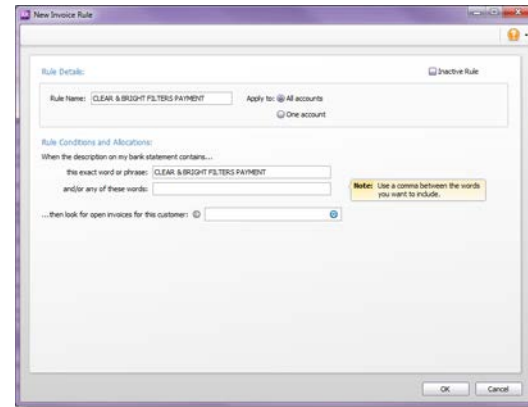 New Invoice Rule
Rule Details:
Inactive Rule
Rule Name: CLEAR & BRIGHT FILTERS PAYMENT Apply to: All accounts
One account
Rule Conditions and Allocations:
When the description on my bank statement contains...
this exact word or phrase: CLEAR & BRIGHT FILTERS PAYMENT
and/or any of these words:
Note: Use a comma between the words
you want to include.
...then look for open invoices for this customer:
OK Cancel